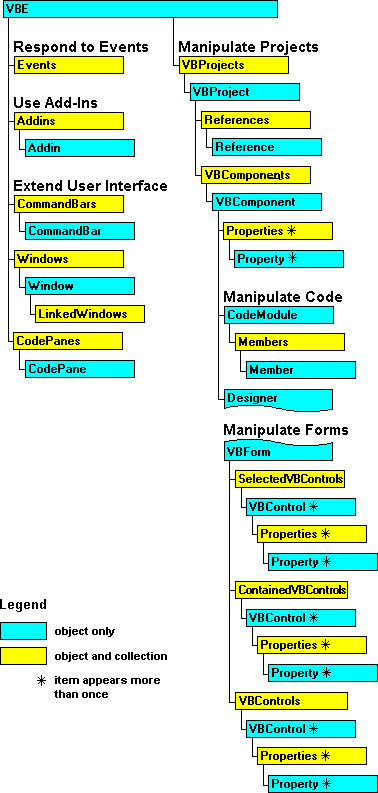 VBE
Respond to Events
Events
Use Add-Ins
Addins
Addin
Extend User Interface
CommandBars
CommandBar
Windows
Window
LinkedWindows
CodePanes
CodePane
Manipulate Projects
VBProjects
VBProject
References
Reference
VBComponents
VBComponent
Properties ✳
Property ✳
Manipulate Code
CodeModule
Members
Member
Designer
Manipulate Forms
VBForm
SelectedVBControls
VBControl ✳
Properties ✳
Property ✳
ContainedVBControls
VBControl ✳
Properties ✳
Property ✳
VBControls
VBControl ✳
Properties ✳
Property ✳
Legend
object only
object and collection
✳ item appears more
than once